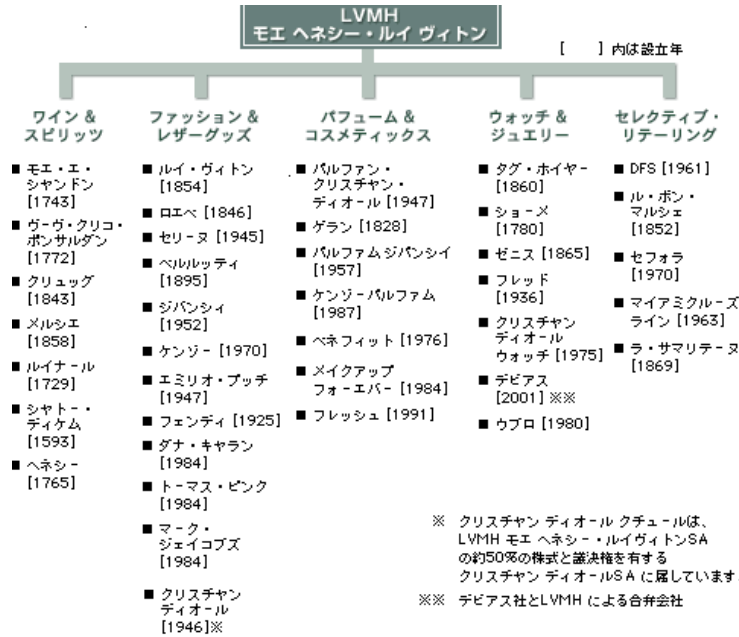 LVMH
モエ ヘネシー・ルイ ヴィトン
[　　] 内は設立年
ワイン &
スピリッツ
■ モエ・エ・
シャンドン
[1743]
■ ヴーヴ・クリコ・
ポンサルダン
[1772]
■ クリュッグ
[1843]
■ メルシエ
[1858]
■ ルイナール
[1729]
■ シャトー・
ディケム
[1593]
■ ヘネシー
[1765]
ファッション &
レザーグッズ
■ ルイ・ヴィトン
[1854]
■ ロエベ [1846]
■ セリーヌ [1945]
■ ベルルッティ
[1895]
■ ジバンシィ
[1952]
■ ケンゾー [1970]
■ エミリオ・プッチ
[1947]
■ フェンディ [1925]
■ ダナ・キャラン
[1984]
■ トーマス・ピンク
[1984]
■ マーク・
ジェイコブズ
[1984]
■ クリスチャン
ディオール
[1946]※
パフューム &
コスメティックス
■ パルファン・
クリスチャン・
ディオール [1947]
■ ゲラン [1828]
■ パルファム ジバンシイ
[1957]
■ ケンゾーパルファム
[1987]
■ ベネフィット [1976]
■ メイクアップ
フォーエバー [1984]
■ フレッシュ [1991]
ウォッチ &
ジュエリー
■ タグ・ホイヤー
[1860]
■ ショーメ
[1780]
■ ゼニス [1865]
■ フレッド
[1936]
■ クリスチャン
ディオール
ウォッチ [1975]
■ デビアス
[2001] ※※
■ ウブロ [1980]
セレクティブ・
リテーリング
■ DFS [1961]
■ ル・ボン・
マルシェ
[1852]
■ セフォラ
[1970]
■ マイアミクルーズ
ライン [1963]
■ ラ・サマリテーヌ
[1869]
※ クリスチャン ディオール クチュールは、
LVMH モエ ヘネシー・ルイヴィトンSA
の約50%の株式と議決権を有する
クリスチャン ディオールSA に属しています.
※※ デビアス社とLVMH による合弁会社